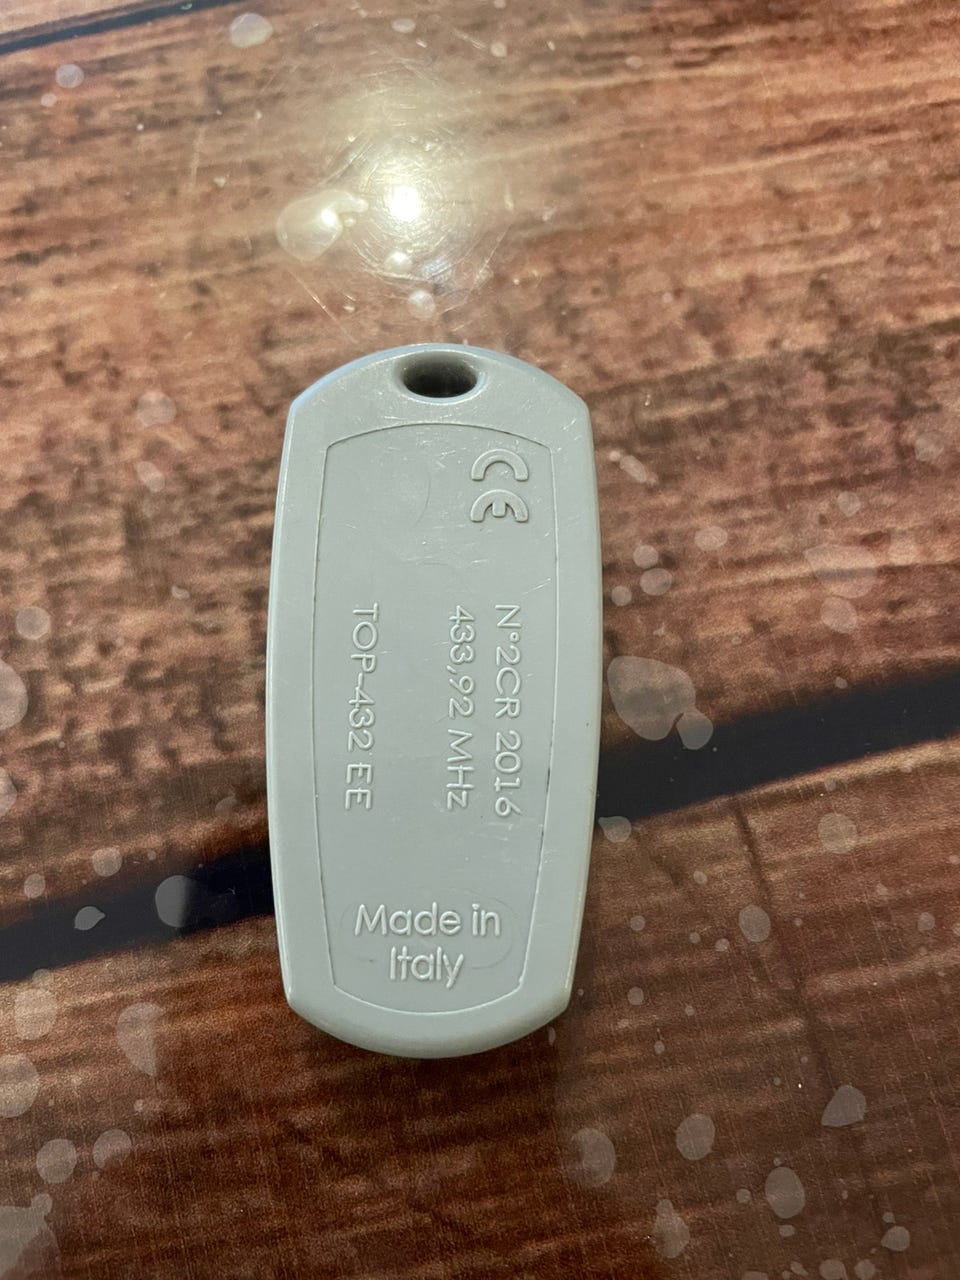 CE
N°2CR 2016
433,92 MHz
TOP-432 EE
Made in
Italy